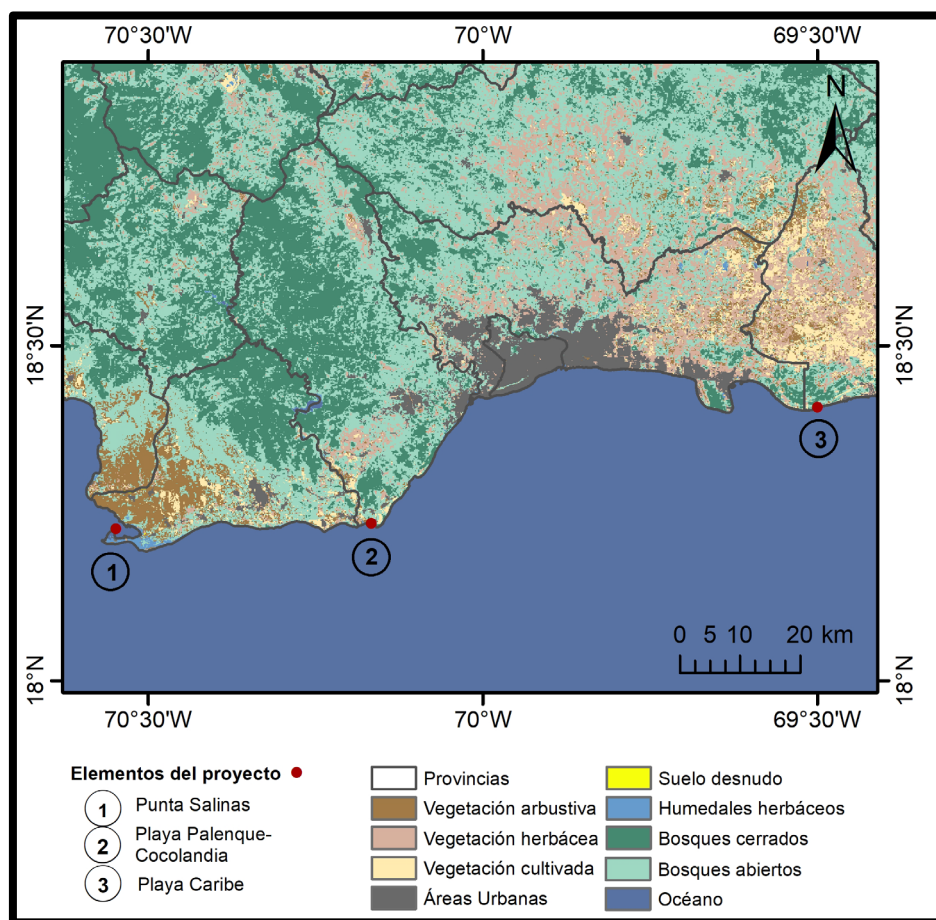 70°30'W 70°W 69°30'W
N
18°30'N 18°30'N
3
1
2
0 5 10 20 km
18°N 18°N
70°30'W 70°W 69°30'W
Elementos del proyecto
1 Punta Salinas
2 Playa Palenque-
Cocolandia
3 Playa Caribe
Provincias
Vegetación arbustiva
Vegetación herbácea
Vegetación cultivada
Áreas Urbanas
Suelo desnudo
Humedales herbáceos
Bosques cerrados
Bosques abiertos
Océano